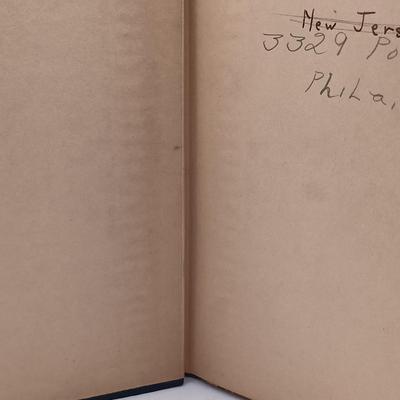 New Jers
3329 Po
Phila,